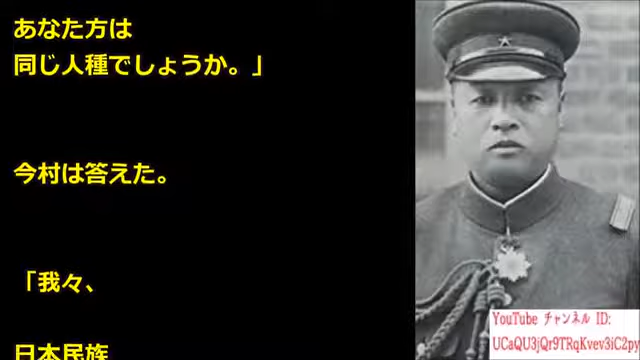 あなた方は
同じ人種でしょうか。」
今村は答えた。
「我々、
日本民族
YouTube チャンネル ID:
UCaQU3jQr9TRqKvev3iC2py